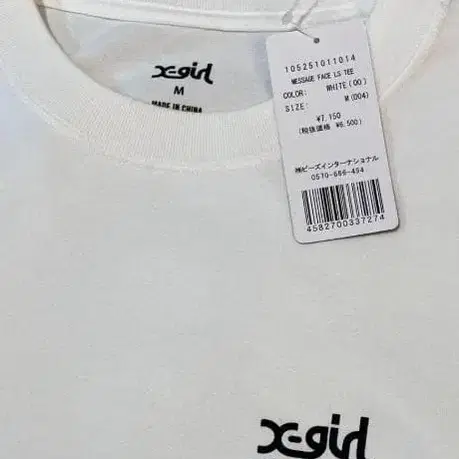 X-girl
M
MADE IN CHINA
105251011014
MESSAGE FACE LS TEE
COLOR: WHITE(00)
SIZE: M(004)
¥7,150
(税抜価格 ¥6,500)
㈱ビーズインターナショナル
0570-686-494
4582700337274
X-girl